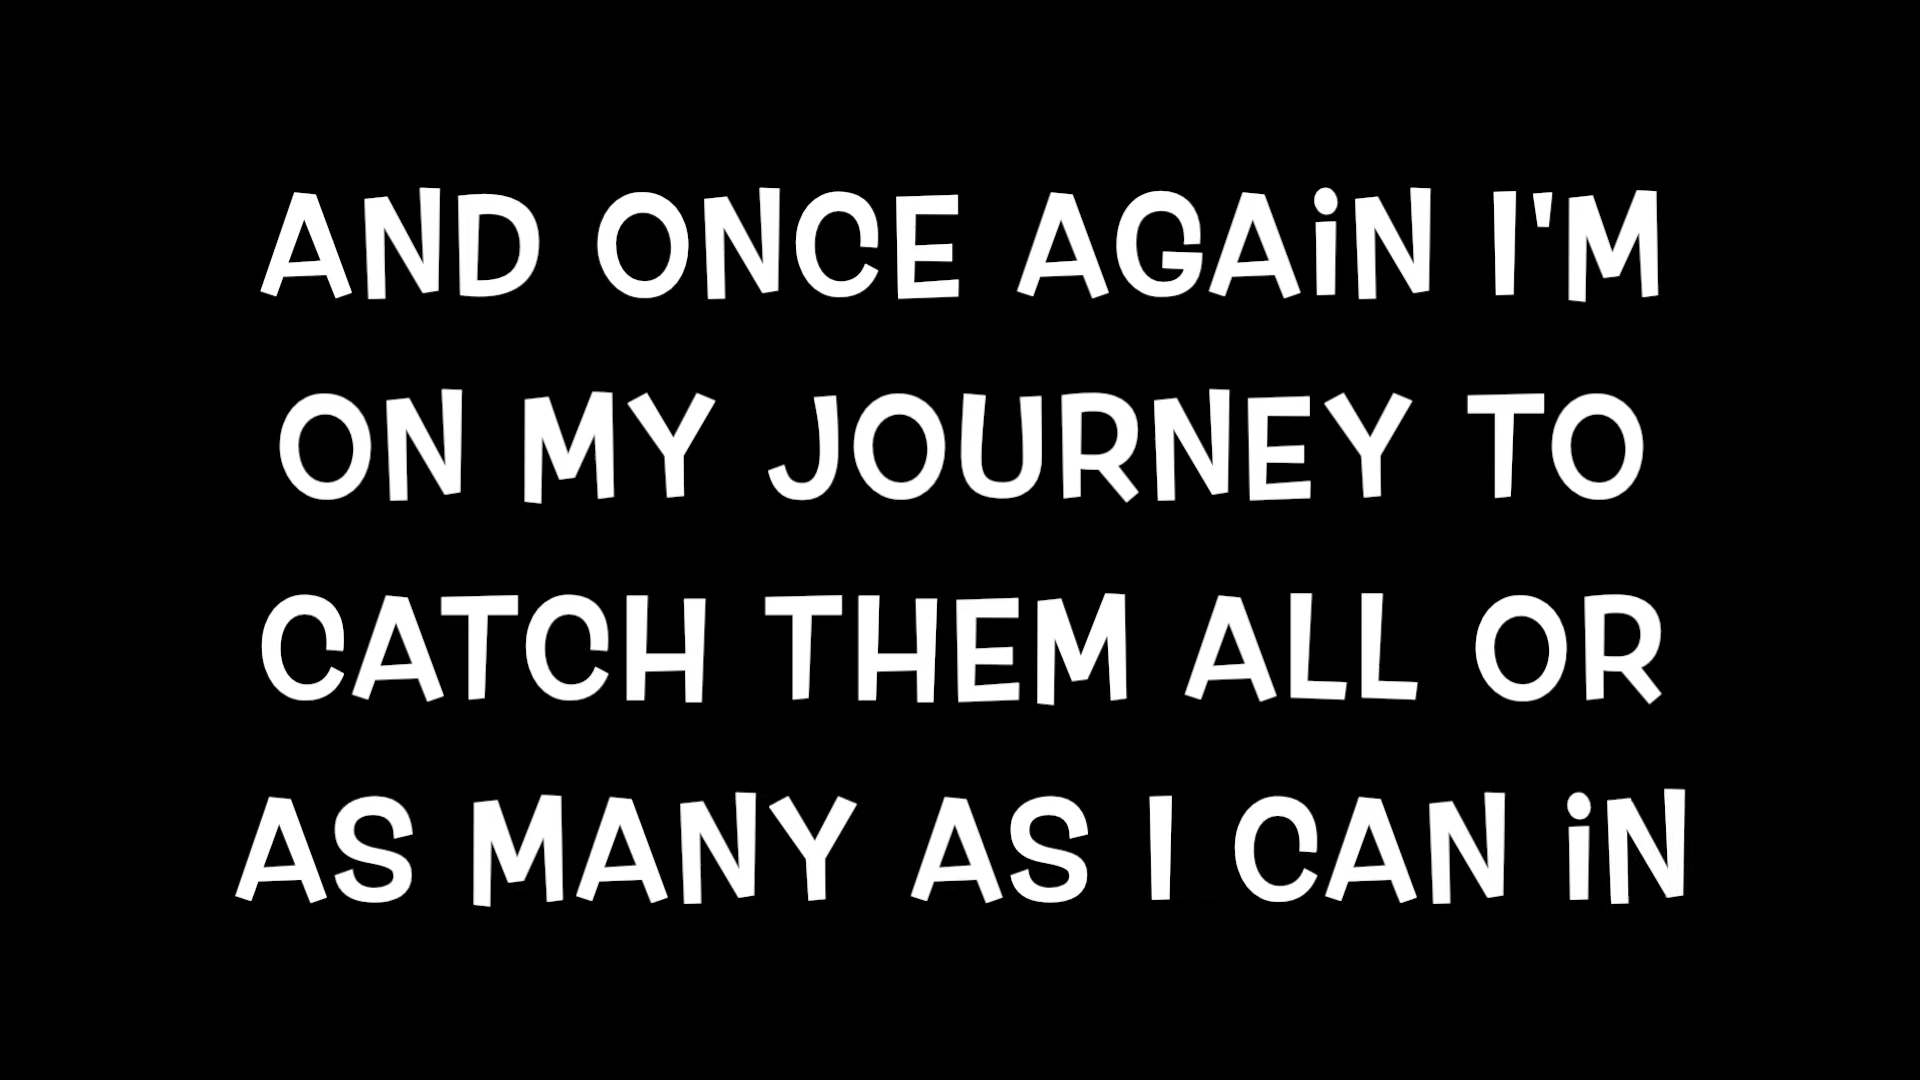 AND ONCE AGAiN I'M
ON MY JOURNEY TO
CATCH THEM ALL OR
AS MANY AS I CAN iN